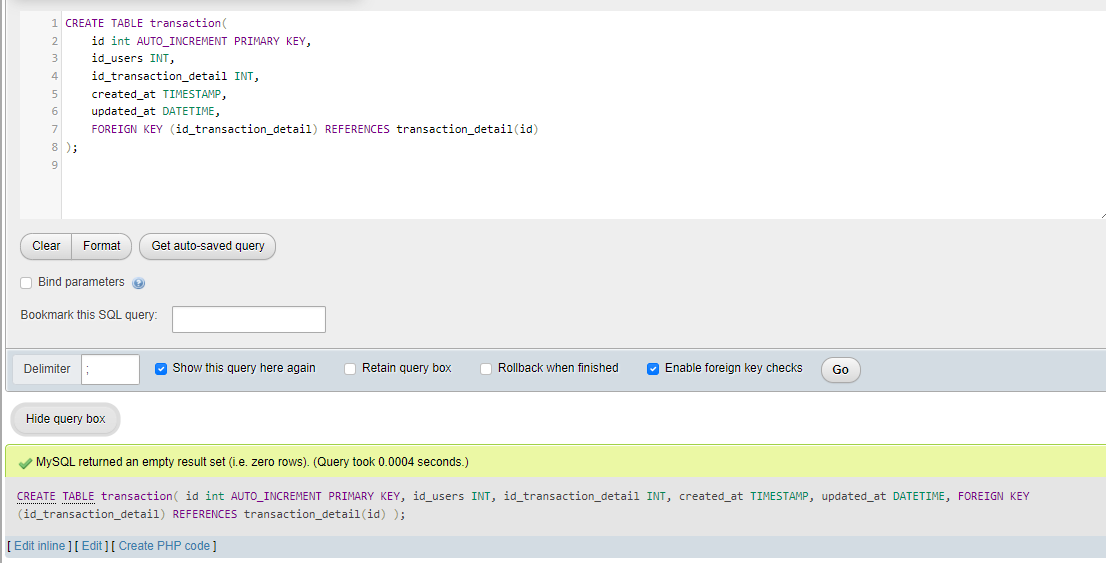 1 CREATE TABLE transaction(
2 id int AUTO_INCREMENT PRIMARY KEY,
3 id_users INT,
4 id_transaction_detail INT,
5 created_at TIMESTAMP,
6 updated_at DATETIME,
7 FOREIGN KEY (id_transaction_detail) REFERENCES transaction_detail(id)
8 );
9
Clear Format Get auto-saved query
Bind parameters
Bookmark this SQL query:
Delimiter ; Show this query here again Retain query box Rollback when finished Enable foreign key checks Go
Hide query box
MySQL returned an empty result set (i.e. zero rows). (Query took 0.0004 seconds.)
CREATE TABLE transaction( id int AUTO_INCREMENT PRIMARY KEY, id_users INT, id_transaction_detail INT, created_at TIMESTAMP, updated_at DATETIME, FOREIGN KEY
(id_transaction_detail) REFERENCES transaction_detail(id) );
[ Edit inline ] [ Edit ] [ Create PHP code ]